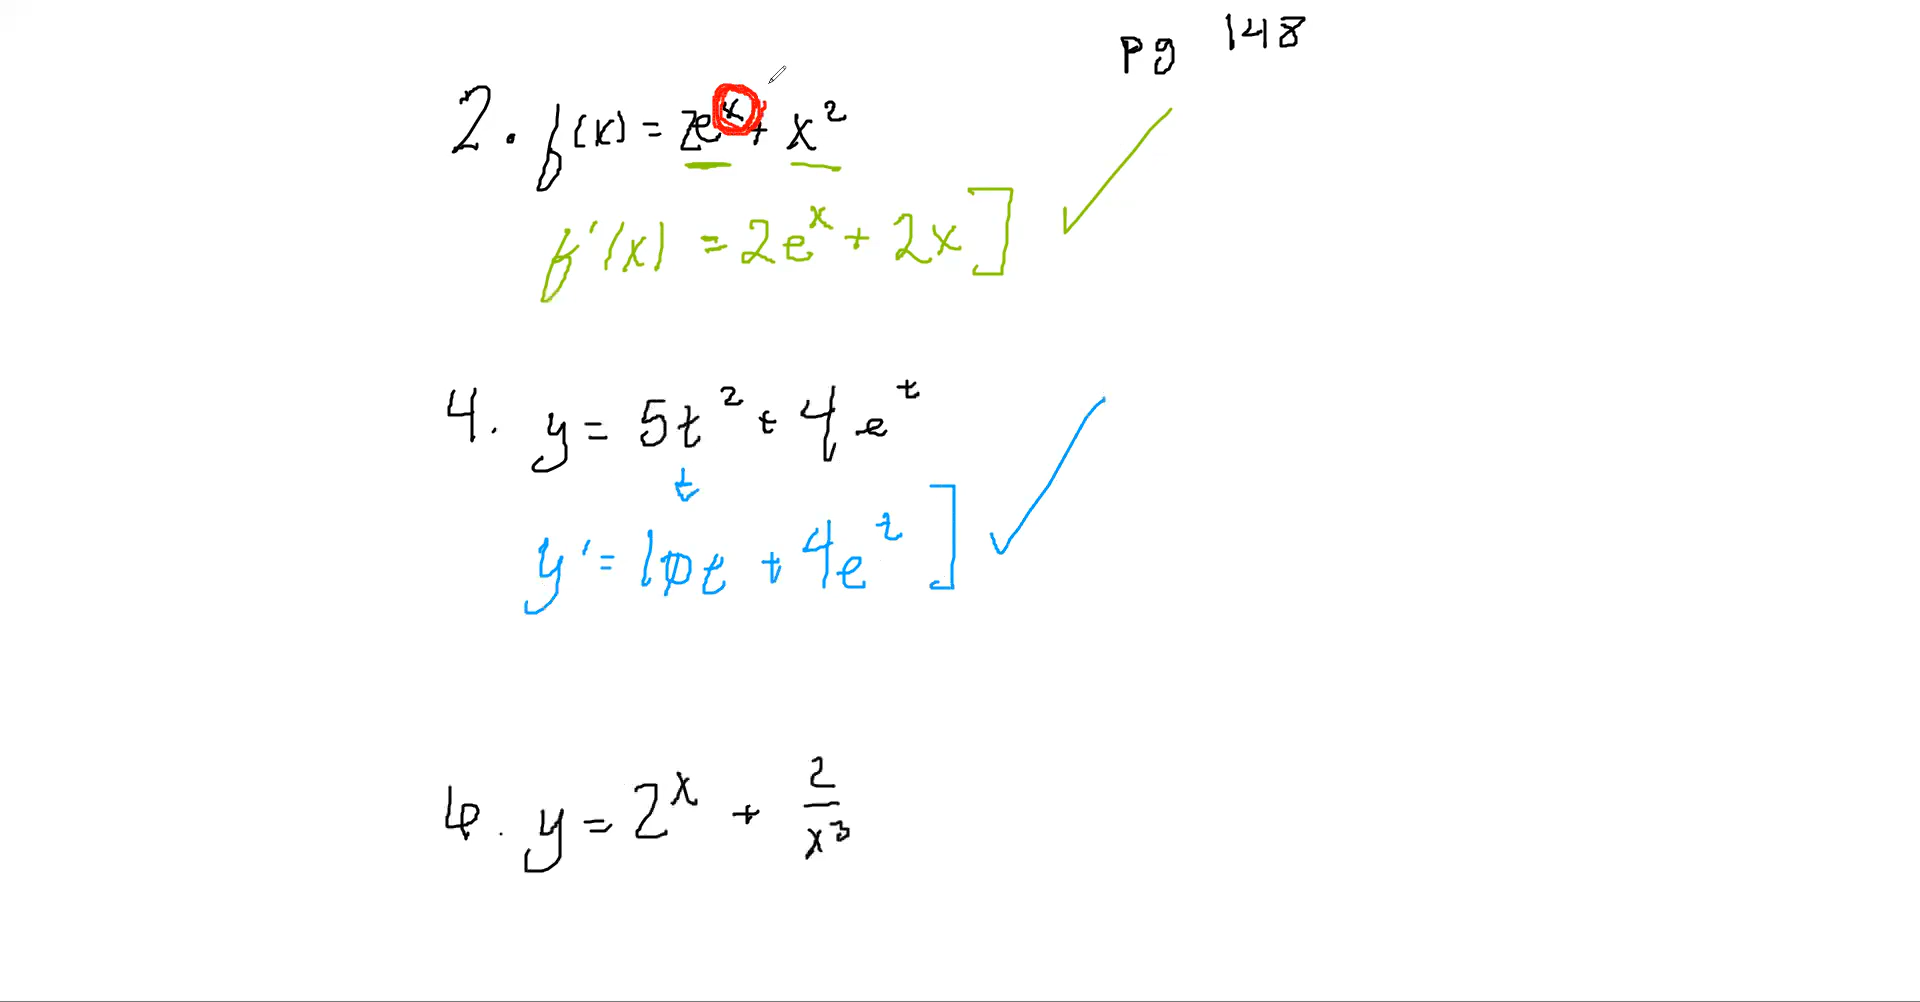 pg 148
2. f(x) = 2e^x + x^2
f'(x) = 2e^x + 2x]
4. y = 5t^2 + 4e^t
t
y' = 10t + 4e^t]
6. y = 2^x + 2/x^3